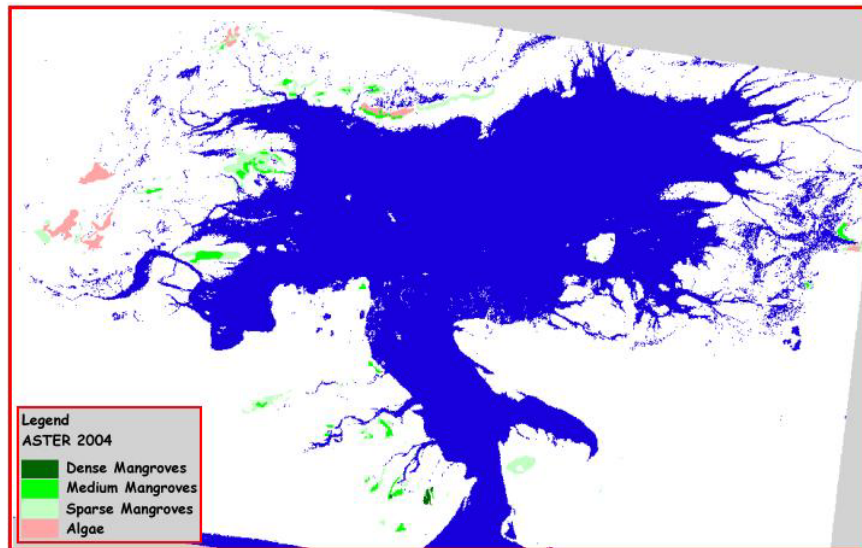 Legend
ASTER 2004
Dense Mangroves
Medium Mangroves
Sparse Mangroves
Algae